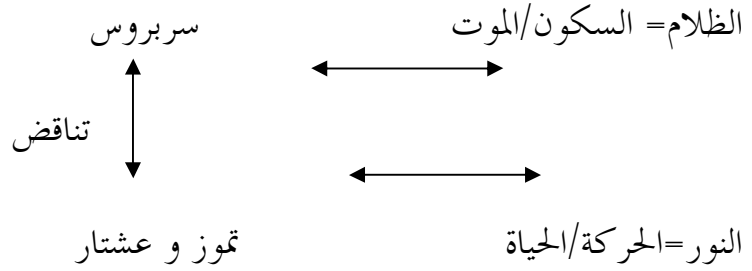 الظلام= السكون/الموت سربروس
تناقض
النور=الحركة/الحياة تموز و عشتار